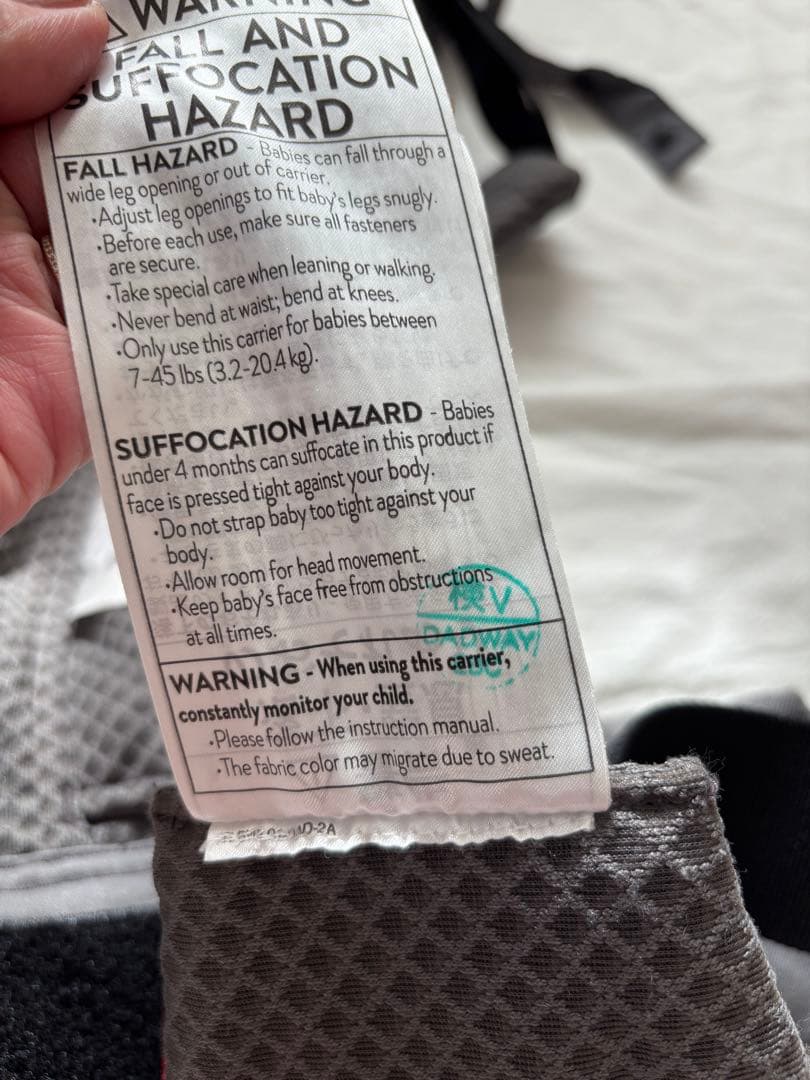 WARNING
FALL AND
SUFFOCATION
HAZARD
FALL HAZARD - Babies can fall through a
wide leg opening or out of carrier.
•Adjust leg openings to fit baby's legs snugly.
•Before each use, make sure all fasteners
are secure.
•Take special care when leaning or walking.
•Never bend at waist; bend at knees.
•Only use this carrier for babies between
7-45 lbs (3.2-20.4 kg).
SUFFOCATION HAZARD - Babies
under 4 months can suffocate in this product if
face is pressed tight against your body.
•Do not strap baby too tight against your
body.
•Allow room for head movement.
•Keep baby's face free from obstructions
at all times.
検V
DADWAY
WARNING - When using this carrier,
constantly monitor your child.
•Please follow the instruction manual.
•The fabric color may migrate due to sweat.